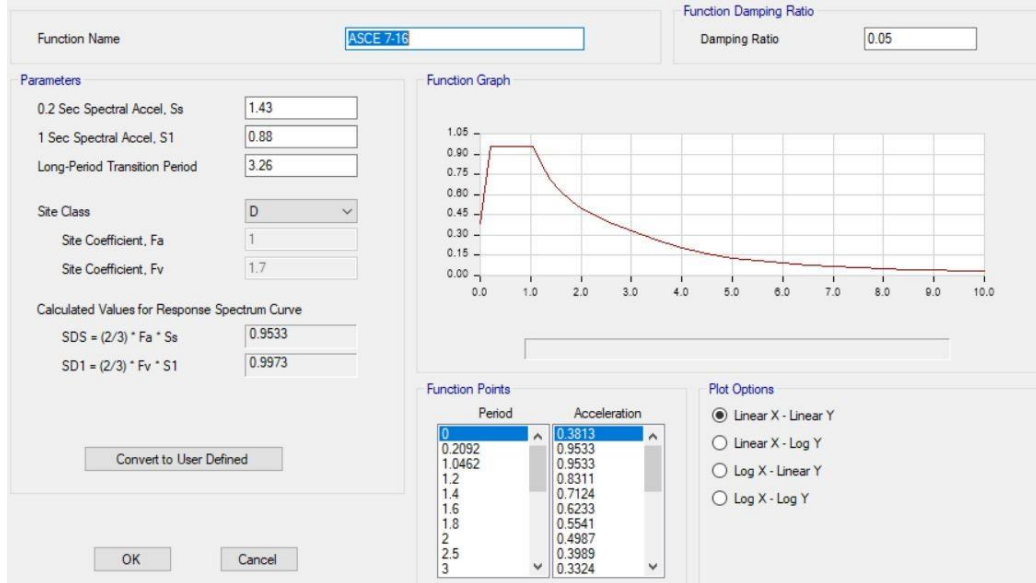 Function Name
ASCE 7-16
Function Damping Ratio
Damping Ratio
0.05
Parameters
0.2 Sec Spectral Accel, Ss
1.43
1 Sec Spectral Accel, S1
0.88
Long-Period Transition Period
3.26
Site Class
D
Site Coefficient, Fa
1
Site Coefficient, Fv
1.7
Calculated Values for Response Spectrum Curve
SDS = (2/3) * Fa * Ss
0.9533
SD1 = (2/3) * Fv * S1
0.9973
Convert to User Defined
OK
Cancel
Function Graph
1.05
0.90
0.75
0.60
0.45
0.30
0.15
0.00
0.0 1.0 2.0 3.0 4.0 5.0 6.0 7.0 8.0 9.0 10.0
Function Points
Period Acceleration
0 0.3813
0.2092 0.9533
1.0462 0.9533
1.2 0.8311
1.4 0.7124
1.6 0.6233
1.8 0.5541
2 0.4987
2.5 0.3989
3 0.3324
Plot Options
Linear X - Linear Y
Linear X - Log Y
Log X - Linear Y
Log X - Log Y